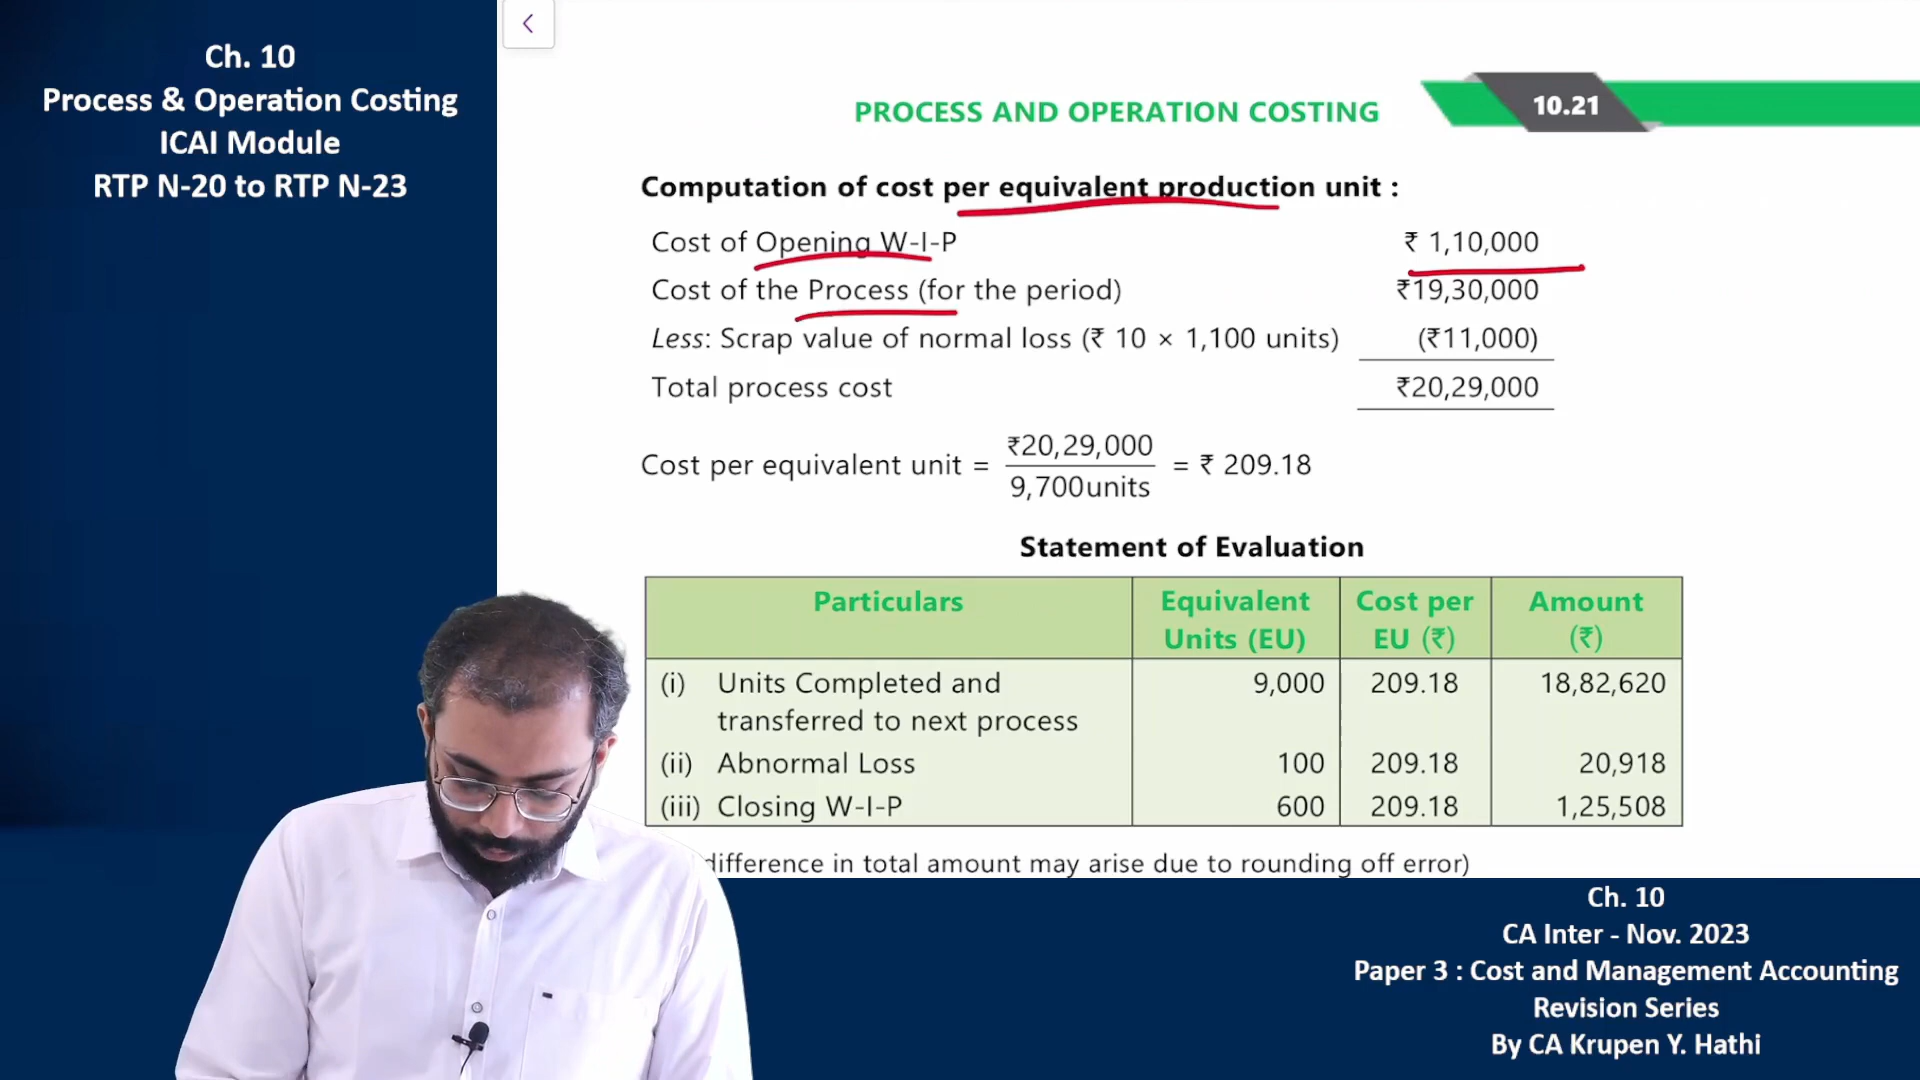 Ch. 10
Process & Operation Costing
ICAI Module
RTP N-20 to RTP N-23
PROCESS AND OPERATION COSTING
10.21
Computation of cost per equivalent production unit :
Cost of Opening W-I-P ₹ 1,10,000
Cost of the Process (for the period) ₹19,30,000
Less: Scrap value of normal loss (₹ 10 × 1,100 units) (₹11,000)
Total process cost ₹20,29,000
Cost per equivalent unit = ₹20,29,000 / 9,700units = ₹ 209.18
Statement of Evaluation
Particulars Equivalent Units (EU) Cost per EU (₹) Amount (₹)
(i) Units Completed and transferred to next process 9,000 209.18 18,82,620
(ii) Abnormal Loss 100 209.18 20,918
(iii) Closing W-I-P 600 209.18 1,25,508
difference in total amount may arise due to rounding off error)
Ch. 10
CA Inter - Nov. 2023
Paper 3 : Cost and Management Accounting
Revision Series
By CA Krupen Y. Hathi